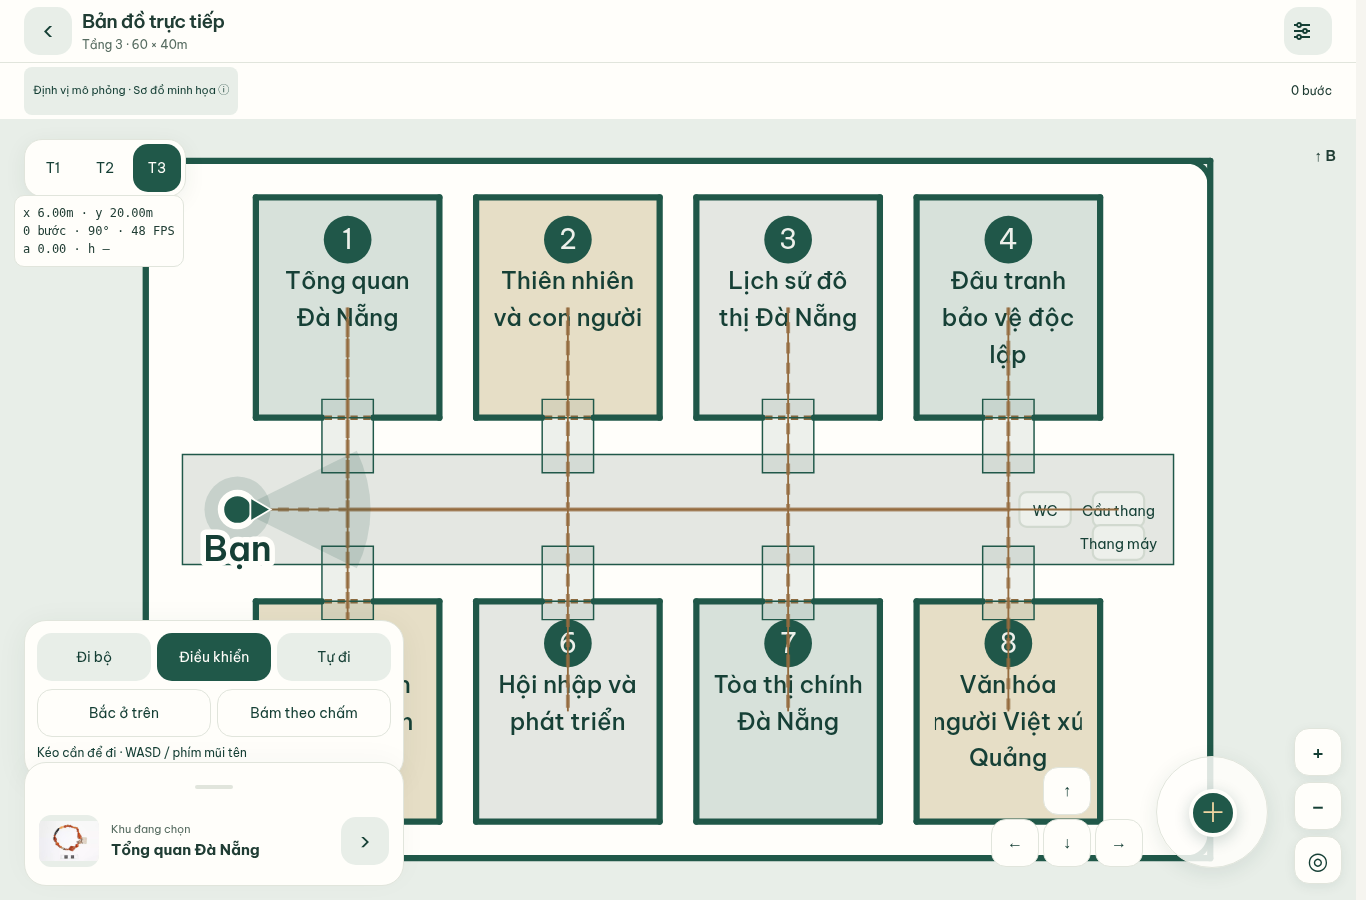 Bản đồ trực tiếp
Tầng 3 · 60 × 40m
Định vị mô phỏng · Sơ đồ minh họa ⓘ
0 bước
T1 T2 T3
↑ B
x 6.00m · y 20.00m
0 bước · 90° · 48 FPS
a 0.00 · h —
1
Tổng quan
Đà Nẵng
2
Thiên nhiên
và con người
3
Lịch sử đô
thị Đà Nẵng
4
Đấu tranh
bảo vệ độc
lập
Bạn
WC
Cầu thang
Thang máy
6
Hội nhập và
phát triển
7
Tòa thị chính
Đà Nẵng
8
Văn hóa
người Việt xứ
Quảng
Đi bộ
Điều khiển
Tự đi
Bắc ở trên
Bám theo chấm
Kéo cần để đi · WASD / phím mũi tên
Khu đang chọn
Tổng quan Đà Nẵng
↑
← ↓ →
+
−